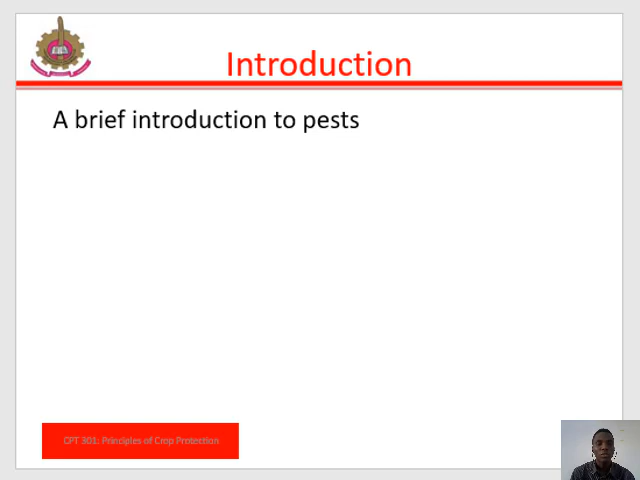 Introduction
A brief introduction to pests
CPT 301: Principles of Crop Protection